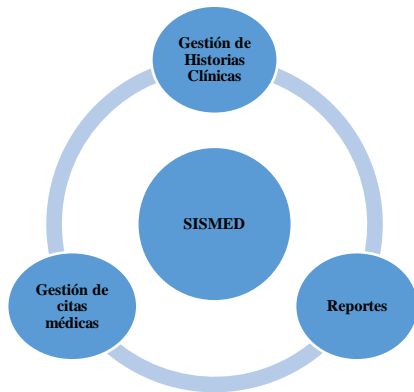 Gestión de
Historias
Clínicas
SISMED
Gestión de
citas
médicas
Reportes